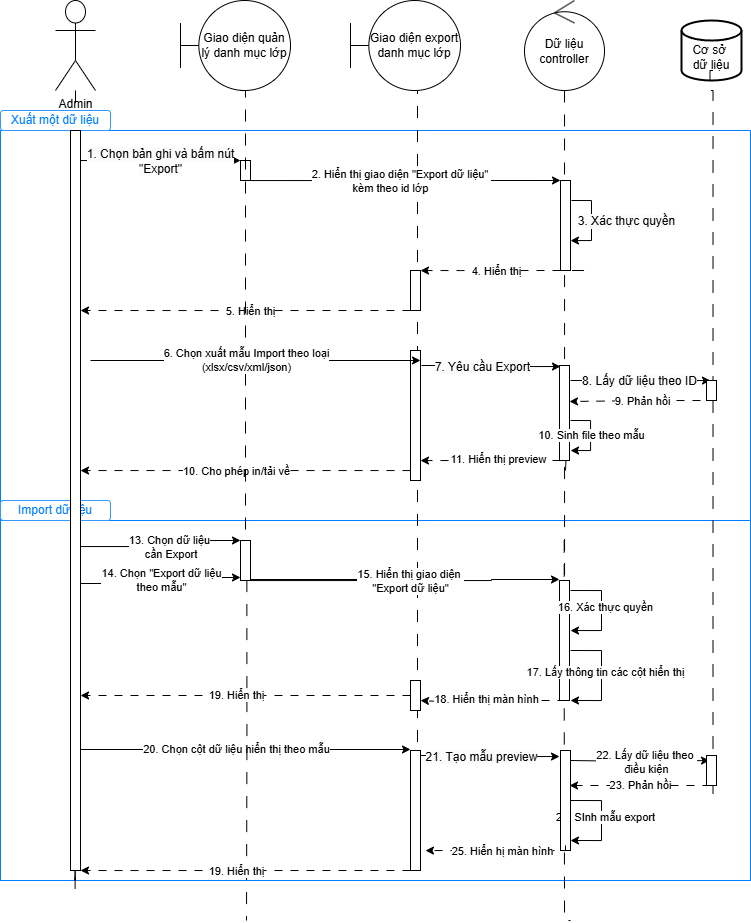 Giao diện quản
lý danh mục lớp
Giao diện export
danh mục lớp
Dữ liệu
controller
Cơ sở
dữ liệu
Admin
Xuất một dữ liệu
1. Chọn bản ghi và bấm nút
"Export"
2. Hiển thị giao diện "Export dữ liệu"
kèm theo id lớp
3. Xác thực quyền
4. Hiển thị
5. Hiển thị
6. Chọn xuất mẫu Import theo loại
(xlsx/csv/xml/json)
7. Yêu cầu Export
8. Lấy dữ liệu theo ID
9. Phản hồi
10. Sinh file theo mẫu
11. Hiển thị preview
10. Cho phép in/tải về
Import dữ liệu
13. Chọn dữ liệu
cần Export
14. Chọn "Export dữ liệu
theo mẫu"
15. Hiển thị giao diện
"Export dữ liệu"
16. Xác thực quyền
17. Lấy thông tin các cột hiển thị
18. Hiển thị màn hình
19. Hiển thị
20. Chọn cột dữ liệu hiển thị theo mẫu
21. Tạo mẫu preview
22. Lấy dữ liệu theo
điều kiện
23. Phản hồi
SInh mẫu export
25. Hiển hị màn hình
19. Hiển thị